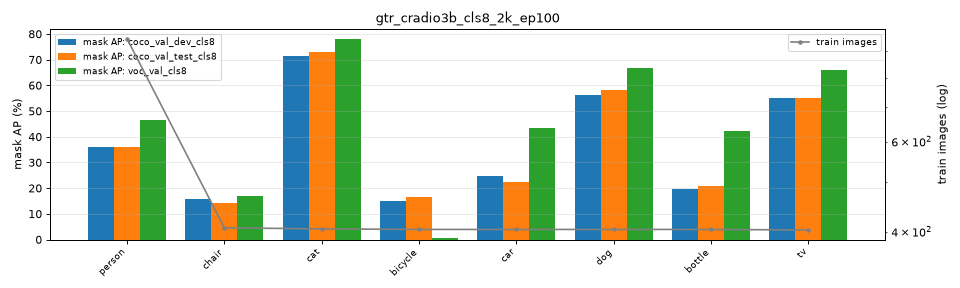 gtr_cradio3b_cls8_2k_ep100
mask AP: coco_val_dev_cls8
mask AP: coco_val_test_cls8
mask AP: voc_val_cls8
train images
mask AP (%)
80
70
60
50
40
30
20
10
0
train images (log)
6 × 10²
4 × 10²
person
chair
cat
bicycle
car
dog
bottle
tv